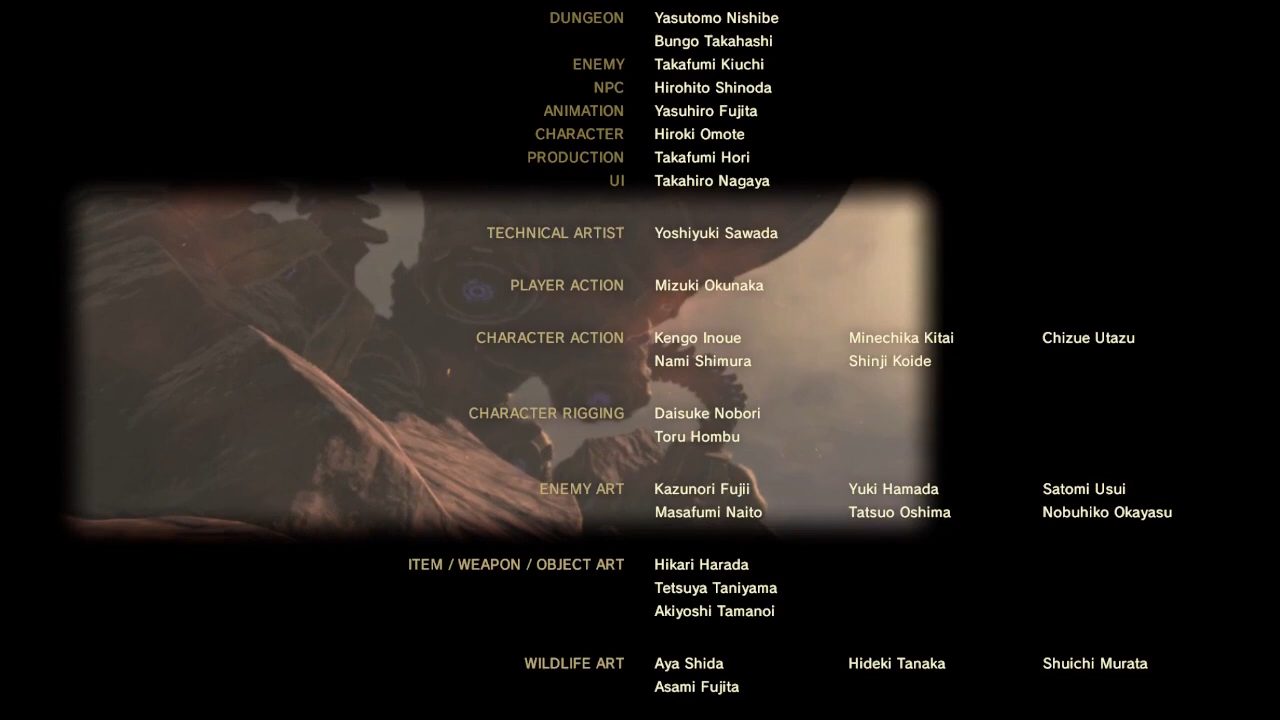 DUNGEON Yasutomo Nishibe
Bungo Takahashi
ENEMY Takafumi Kiuchi
NPC Hirohito Shinoda
ANIMATION Yasuhiro Fujita
CHARACTER Hiroki Omote
PRODUCTION Takafumi Hori
UI Takahiro Nagaya
TECHNICAL ARTIST Yoshiyuki Sawada
PLAYER ACTION Mizuki Okunaka
CHARACTER ACTION Kengo Inoue Minechika Kitai Chizue Utazu
Nami Shimura Shinji Koide
CHARACTER RIGGING Daisuke Nobori
Toru Hombu
ENEMY ART Kazunori Fujii Yuki Hamada Satomi Usui
Masafumi Naito Tatsuo Oshima Nobuhiko Okayasu
ITEM / WEAPON / OBJECT ART Hikari Harada
Tetsuya Taniyama
Akiyoshi Tamanoi
WILDLIFE ART Aya Shida Hideki Tanaka Shuichi Murata
Asami Fujita